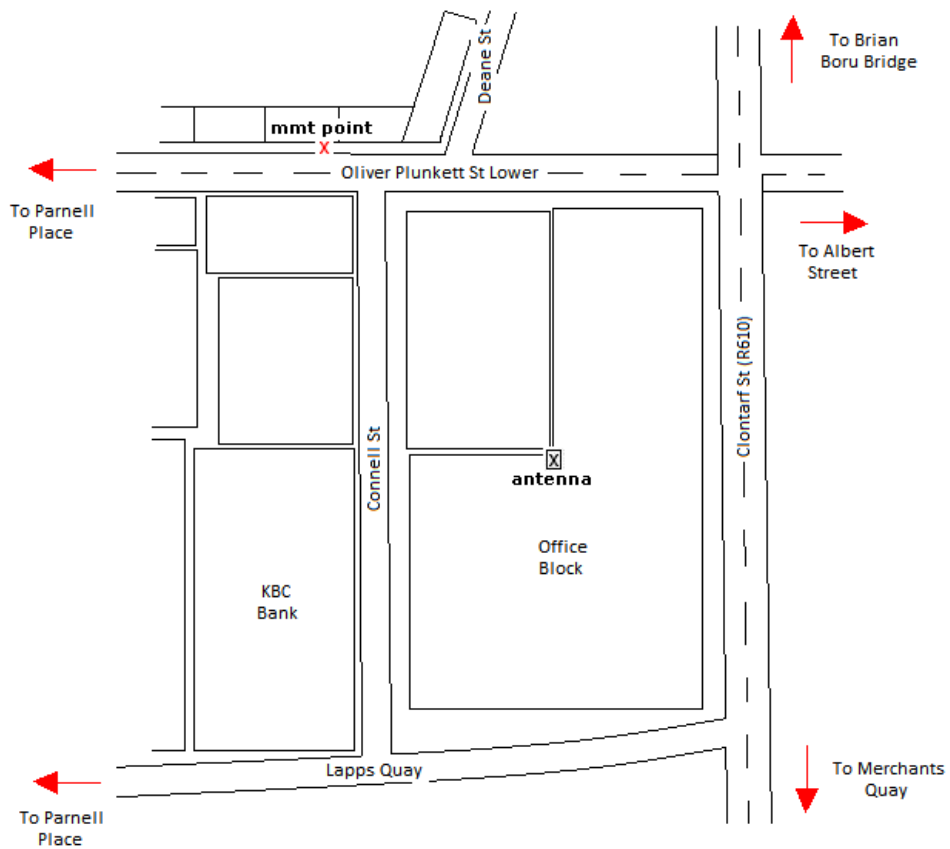 Deane St
To Brian
Boru Bridge
mmt point
X
Oliver Plunkett St Lower
To Parnell
Place
To Albert
Street
Clontarf St (R610)
Connell St
X
antenna
Office
Block
KBC
Bank
Lapps Quay
To Merchants
Quay
To Parnell
Place